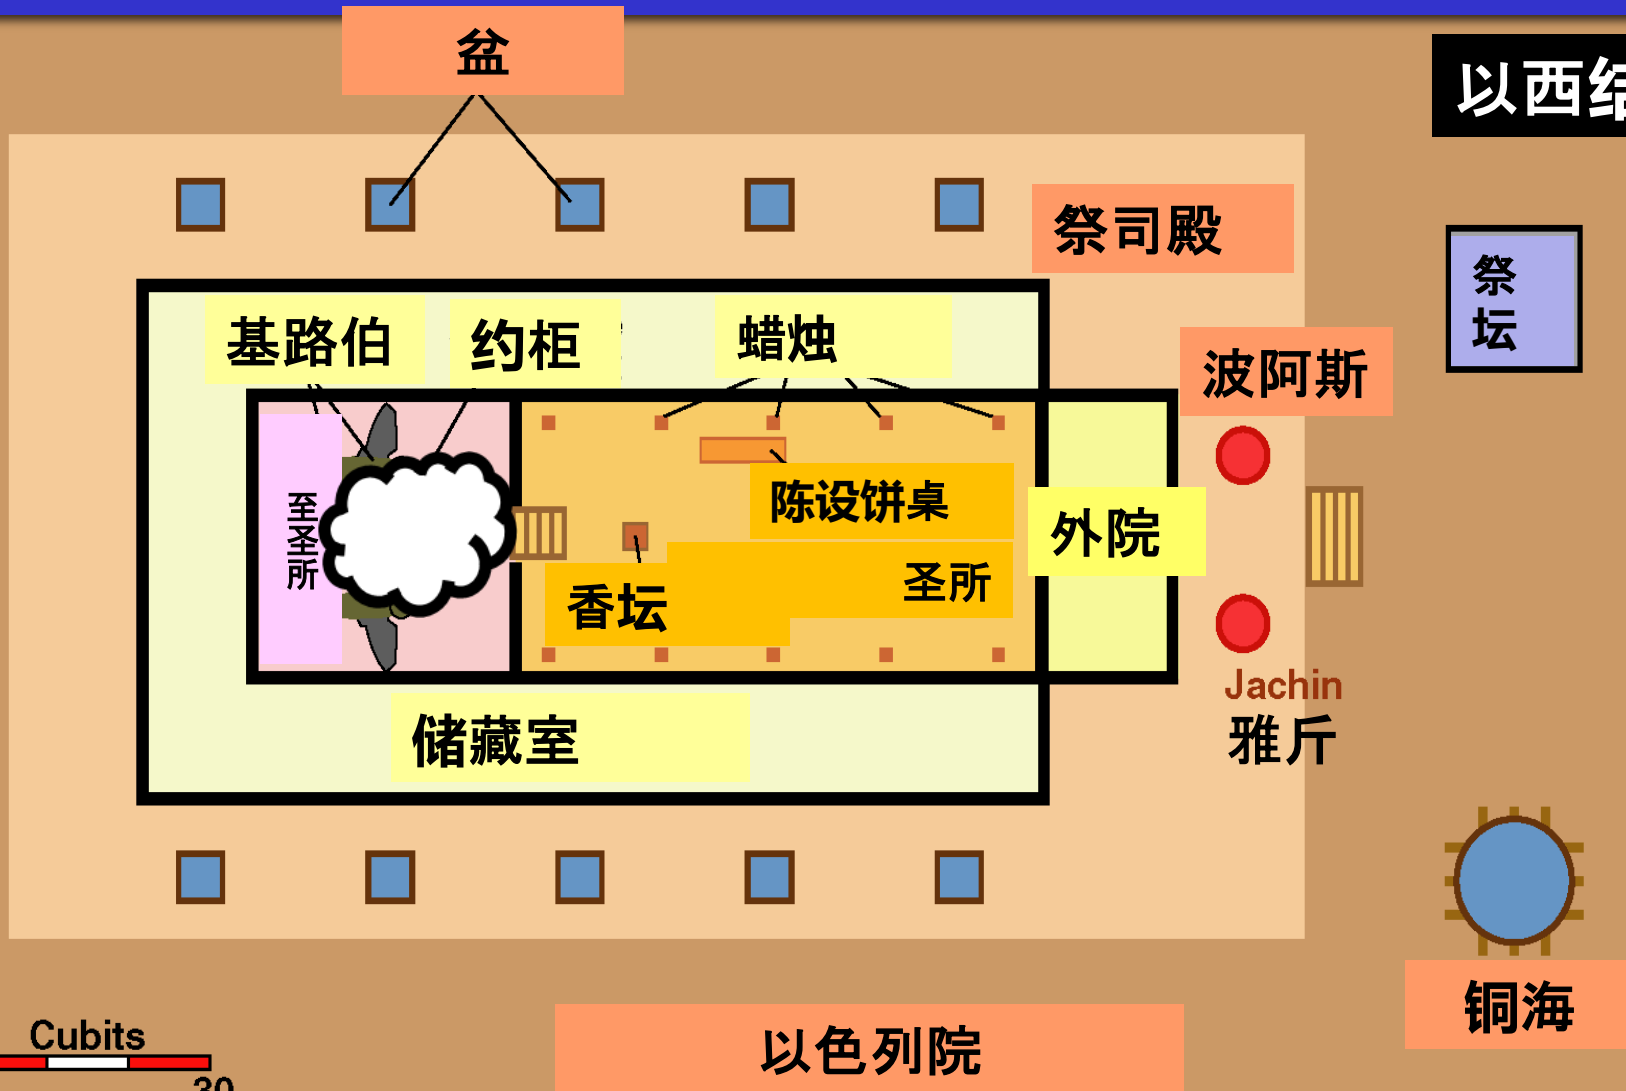 盆
以西结
祭司殿
祭
坛
基路伯
约柜
蜡烛
波阿斯
至
圣
所
陈设饼桌
外院
圣所
香坛
Jachin
雅斤
储藏室
铜海
Cubits
30
以色列院